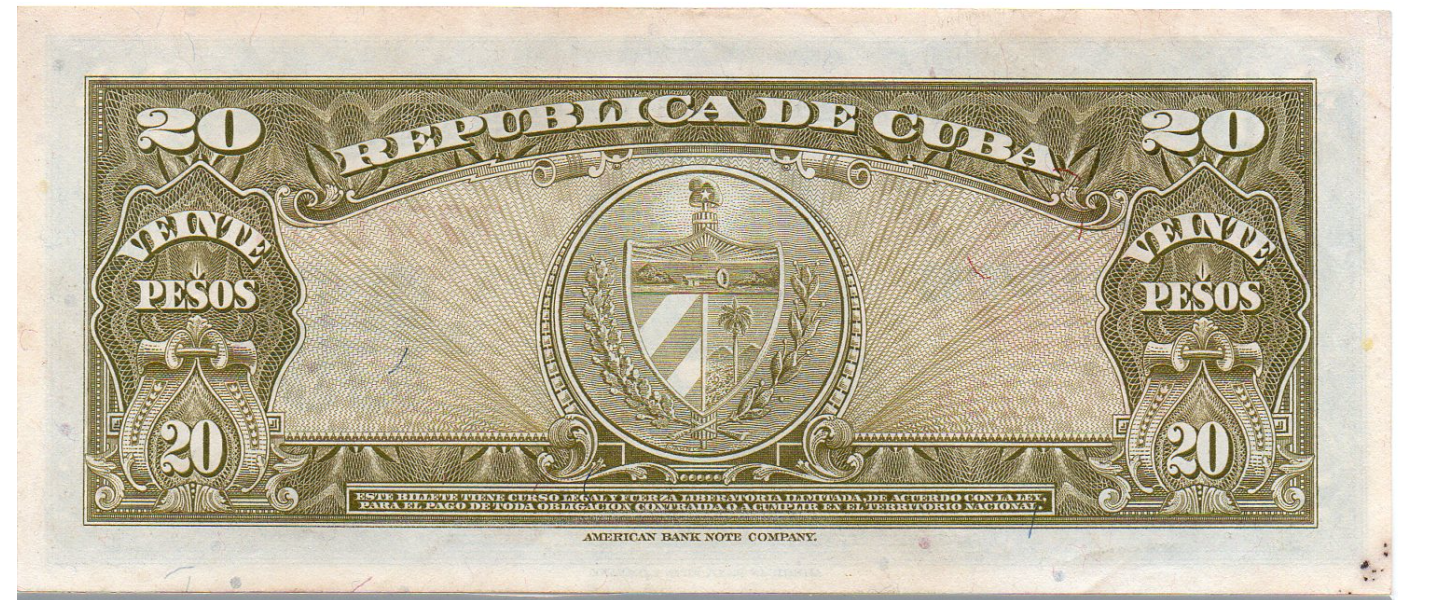 20 REPUBLICA DE CUBA 20
VEINTE
PESOS
VEINTE
PESOS
20
20
ESTE BILLETE TIENE CURSO LEGAL Y FUERZA LIBERATORIA ILIMITADA, DE ACUERDO CON LA LEY,
PARA EL PAGO DE TODA OBLIGACION CONTRAIDA O A CUMPLIR EN EL TERRITORIO NACIONAL.
AMERICAN BANK NOTE COMPANY.